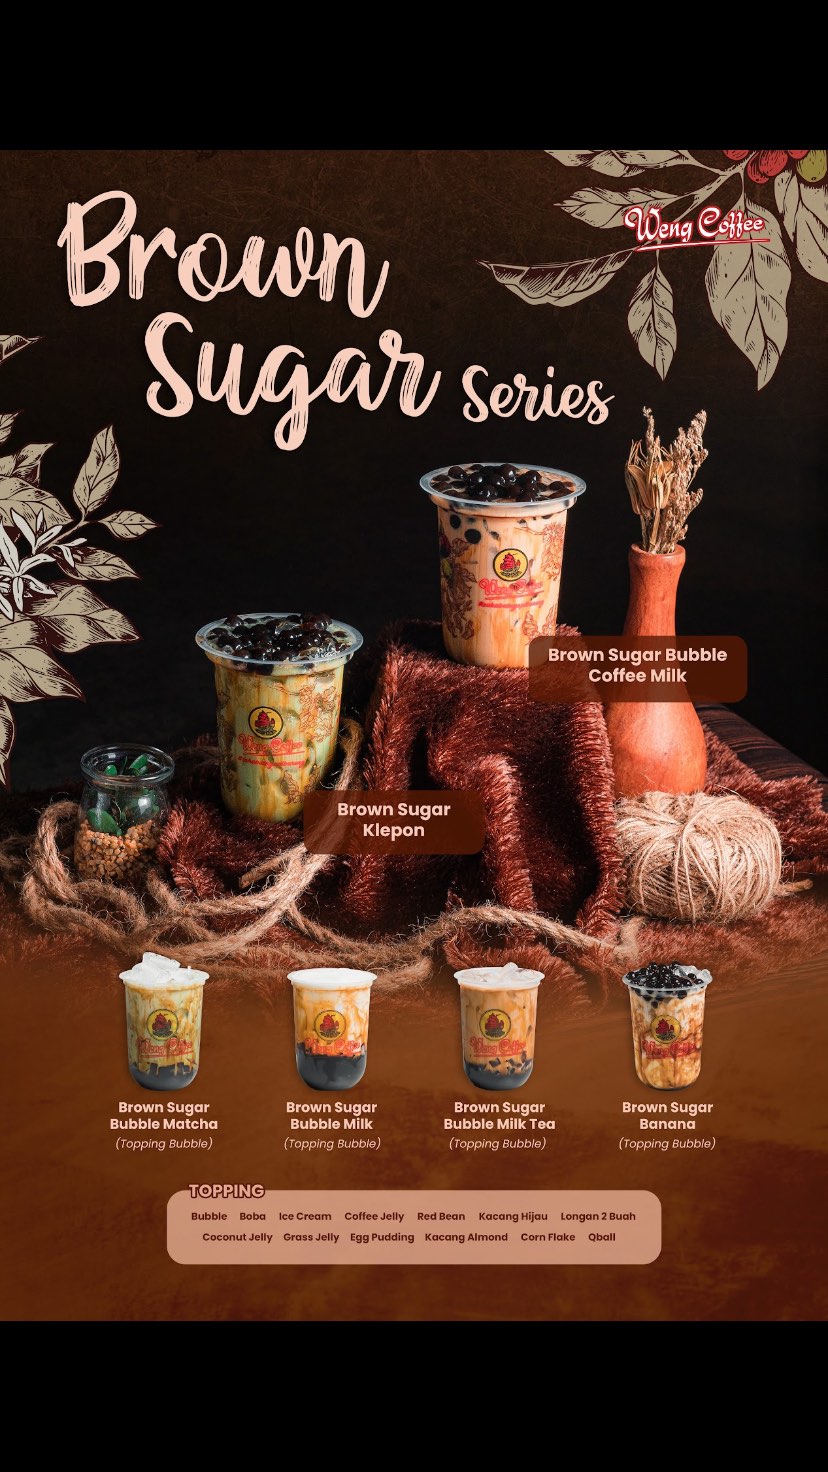 Brown
Sugar Series
Weng Coffee
Brown Sugar Bubble
Coffee Milk
Brown Sugar
Klepon
Brown Sugar
Bubble Matcha
(Topping Bubble)
Brown Sugar
Bubble Milk
(Topping Bubble)
Brown Sugar
Bubble Milk Tea
(Topping Bubble)
Brown Sugar
Banana
(Topping Bubble)
TOPPING
Bubble Boba Ice Cream Coffee Jelly Red Bean Kacang Hijau Longan 2 Buah
Coconut Jelly Grass Jelly Egg Pudding Kacang Almond Corn Flake Qball